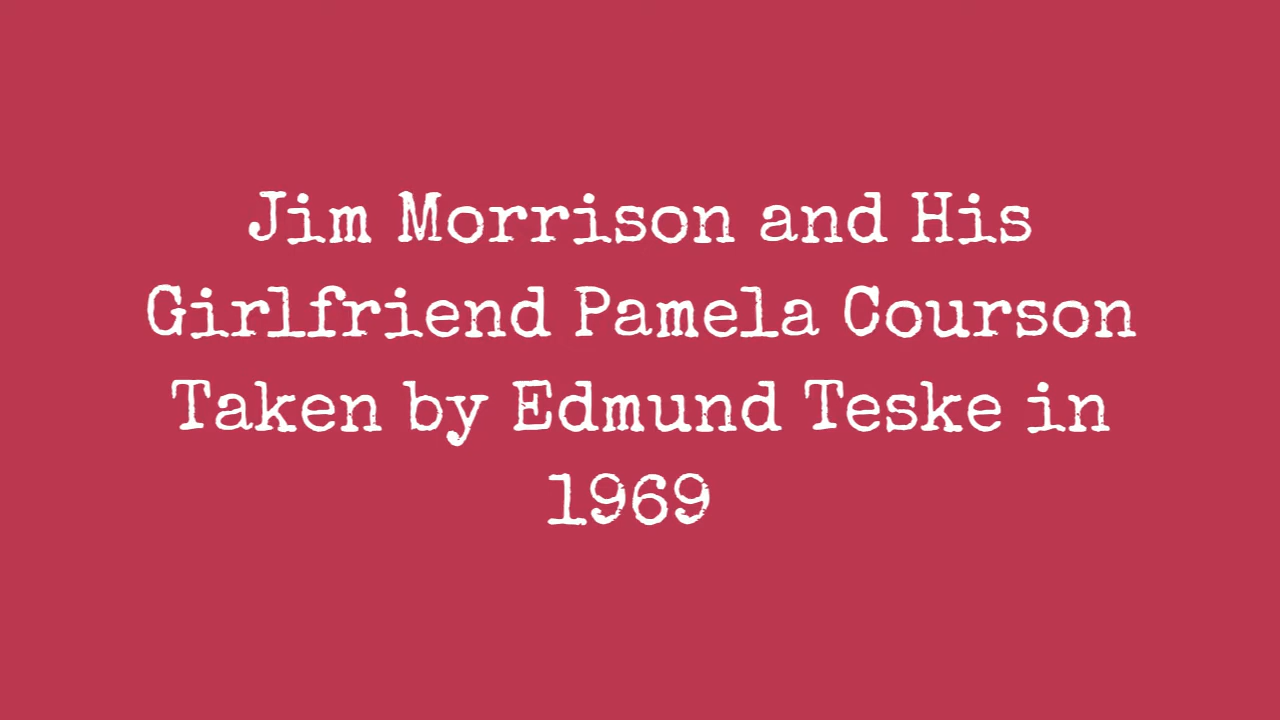 Jim Morrison and His
Girlfriend Pamela Courson
Taken by Edmund Teske in
1969